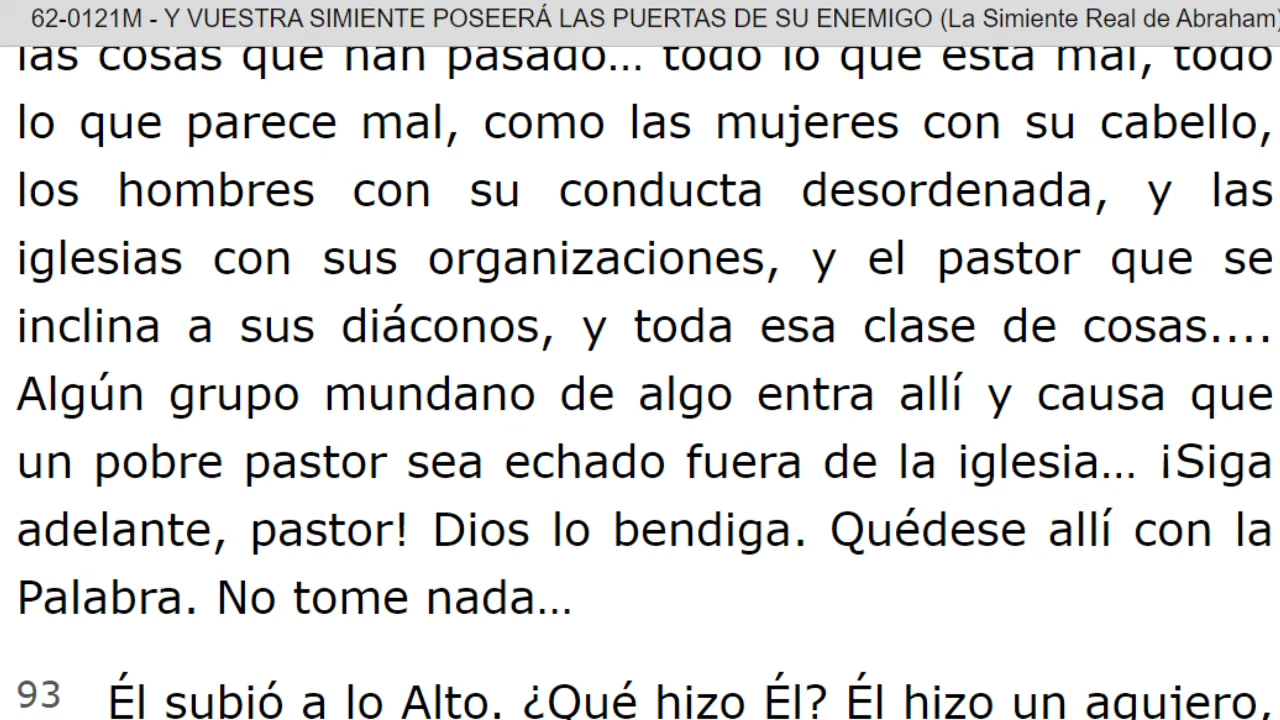 62-0121M - Y VUESTRA SIMIENTE POSEERÁ LAS PUERTAS DE SU ENEMIGO (La Simiente Real de Abraham)
las cosas que han pasado... todo lo que está mal, todo
lo que parece mal, como las mujeres con su cabello,
los hombres con su conducta desordenada, y las
iglesias con sus organizaciones, y el pastor que se
inclina a sus diáconos, y toda esa clase de cosas....
Algún grupo mundano de algo entra allí y causa que
un pobre pastor sea echado fuera de la iglesia... ¡Siga
adelante, pastor! Dios lo bendiga. Quédese allí con la
Palabra. No tome nada...
93 Él subió a lo Alto. ¿Qué hizo Él? Él hizo un agujero,